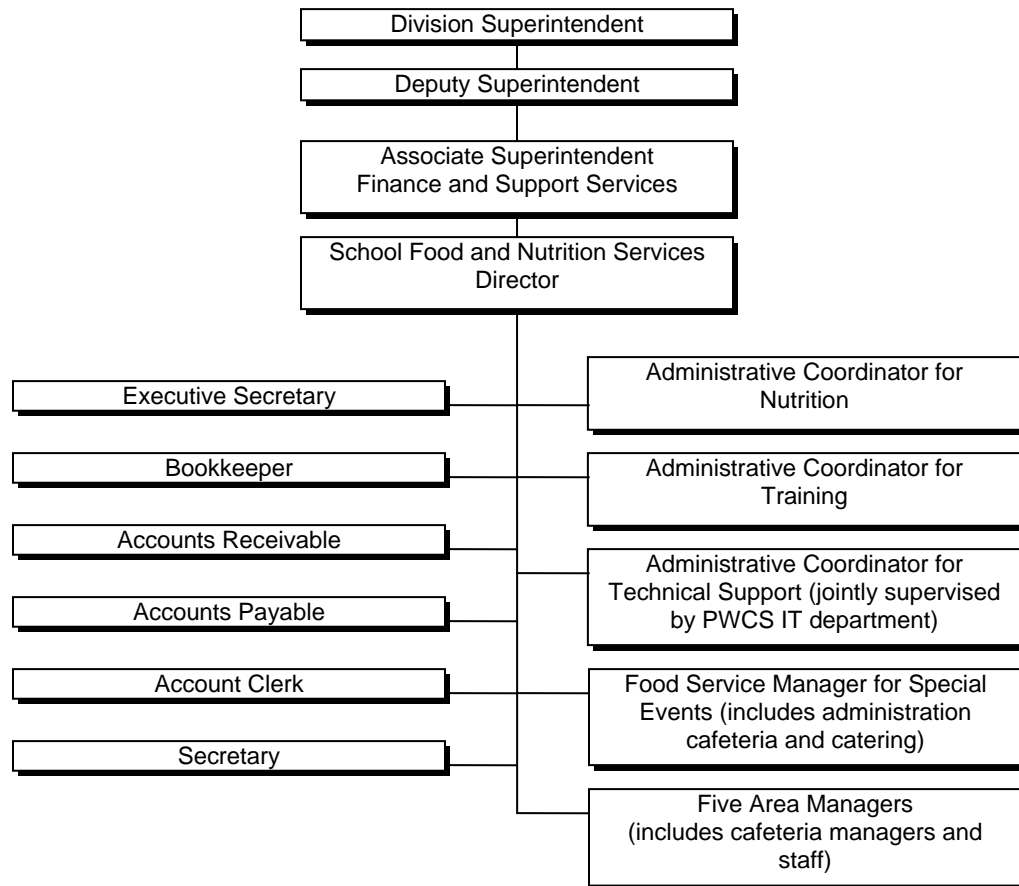 Division Superintendent
Deputy Superintendent
Associate Superintendent
Finance and Support Services
School Food and Nutrition Services
Director
Executive Secretary
Bookkeeper
Accounts Receivable
Accounts Payable
Account Clerk
Secretary
Administrative Coordinator for
Nutrition
Administrative Coordinator for
Training
Administrative Coordinator for
Technical Support (jointly supervised
by PWCS IT department)
Food Service Manager for Special
Events (includes administration
cafeteria and catering)
Five Area Managers
(includes cafeteria managers and
staff)